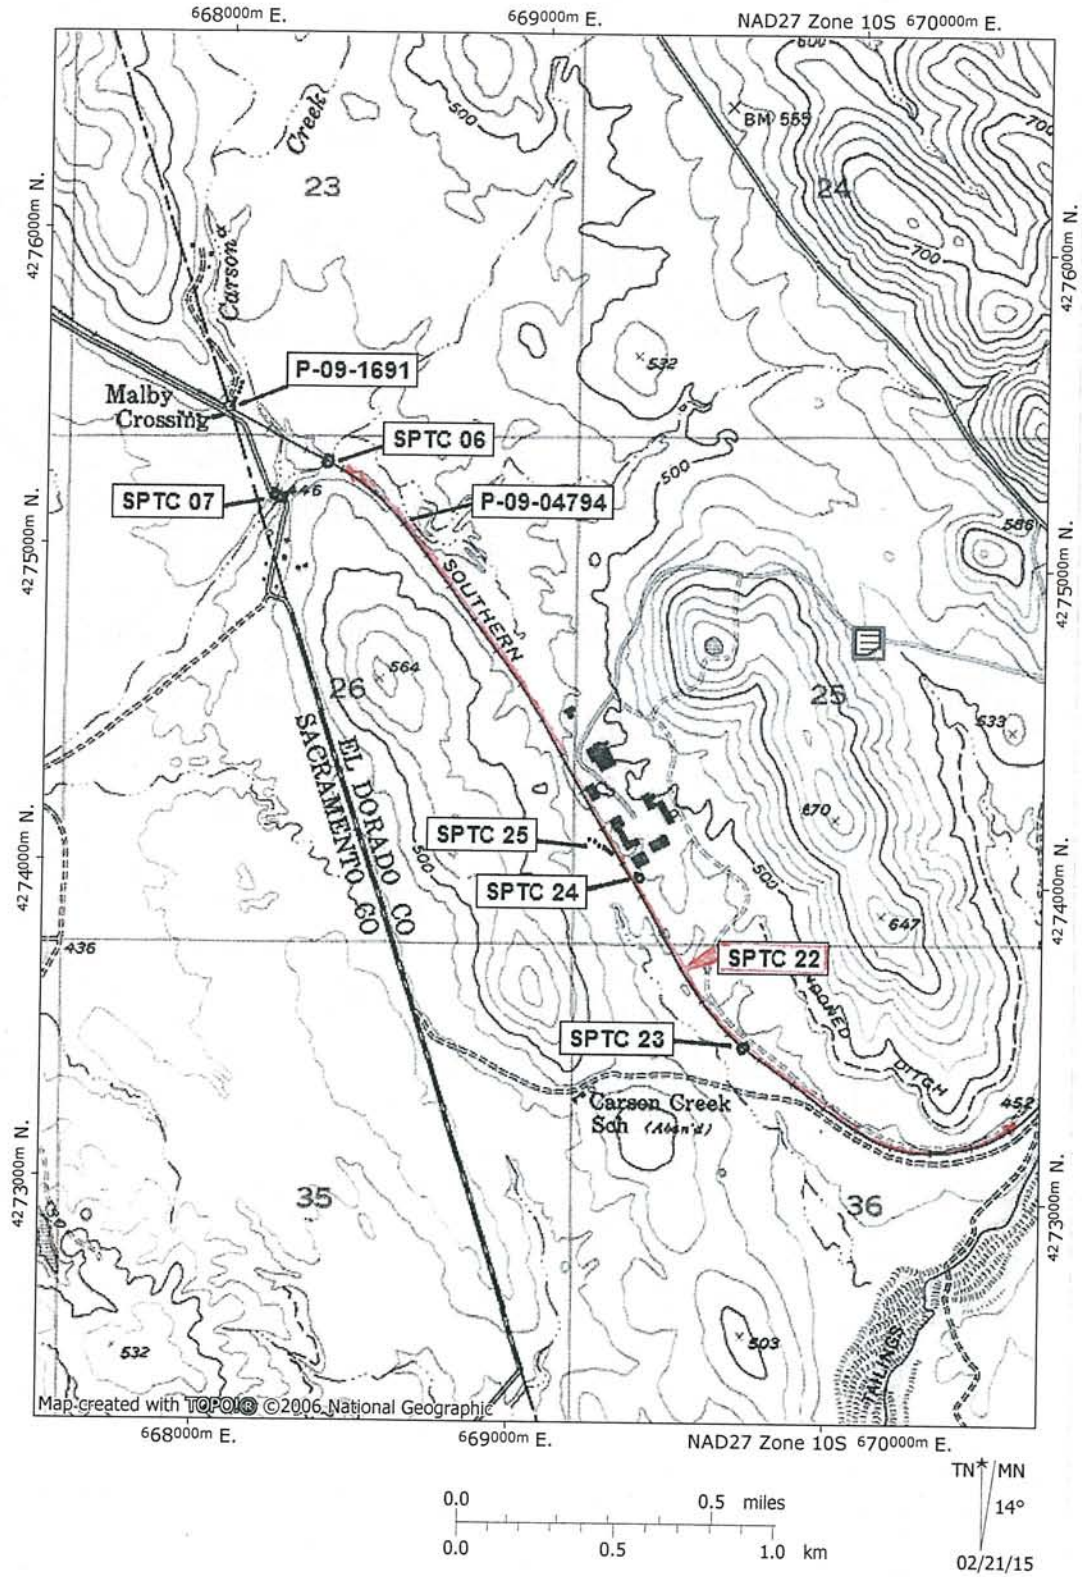 668000m E.
669000m E.
NAD27 Zone 10S 670000m E.
Creek
500
600
BM 555
700
23
24
4276000m N.
4276000m N.
Carson
700
532
P-09-1691
Malby
Crossing
SPTC 06
500
SPTC 07
446
P-09-04794
586
4275000m N.
4275000m N.
SOUTHERN
564
26
25
533
EL DORADO CO
SACRAMENTO CO
670
4274000m N.
4274000m N.
SPTC 25
500
500
SPTC 24
647
436
SPTC 22
NDONED
DITCH
SPTC 23
452
Carson Creek
Sch (Aban'd)
4273000m N.
4273000m N.
35
36
503
532
TAILINGS
Map created with TOPO!® ©2006 National Geographic
668000m E.
669000m E.
NAD27 Zone 10S 670000m E.
TN* MN
14°
0.0 0.5 miles
0.0 0.5 1.0 km
02/21/15